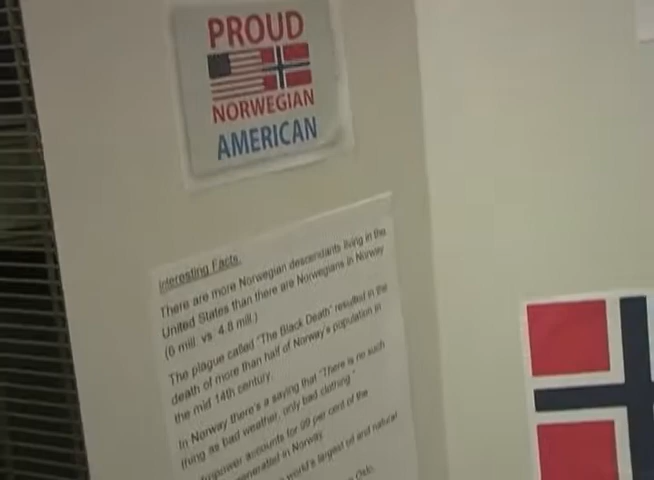 PROUD
NORWEGIAN
AMERICAN
Interesting Facts.
There are more Norwegian descendants living in the
United States than there are Norwegians in Norway
(6 mill. vs. 4.8 mill.)
The plague called "The Black Death" resulted in the
death of more than half of Norway's population in
the mid 14th century.
In Norway there's a saying that "There is no such
thing as bad weather, only bad clothing"
accounts for 99 per cent of the
generated in Norway
world's largest oil and natural
Oslo.